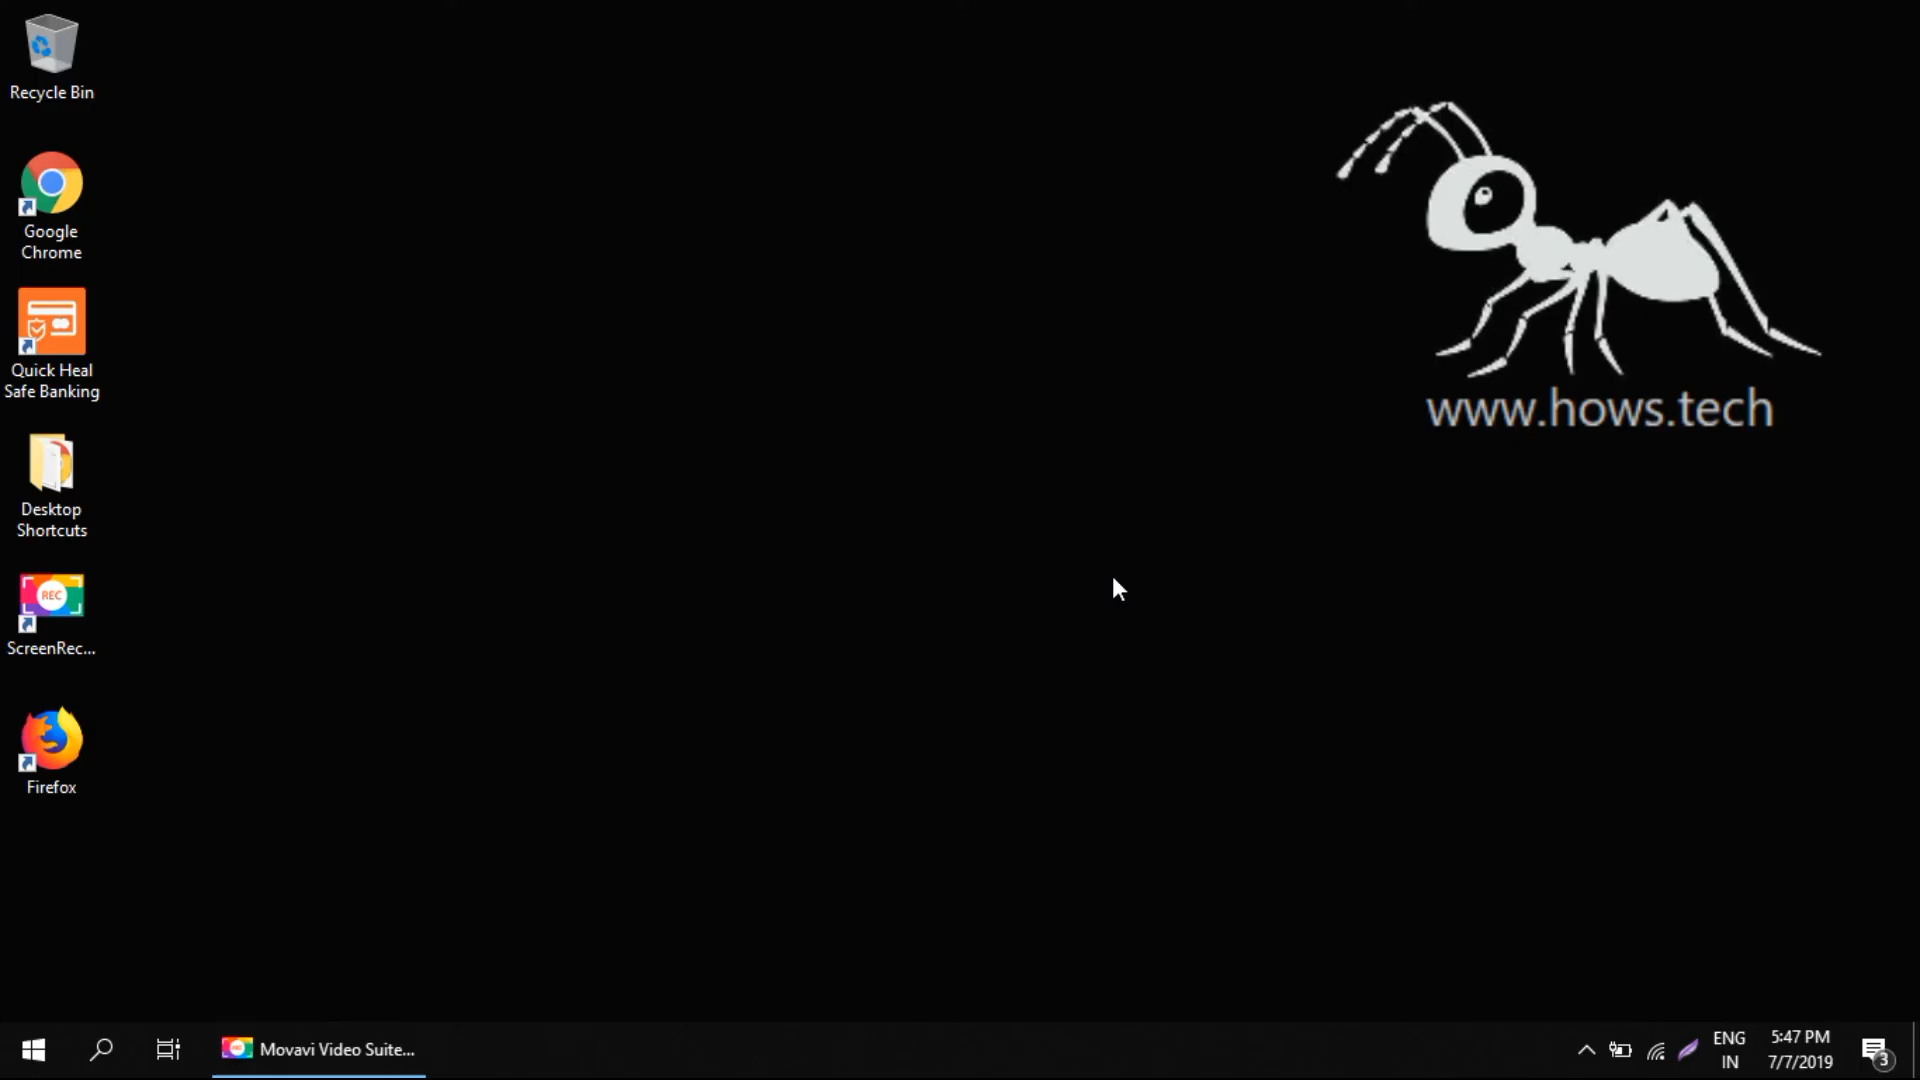 Recycle Bin
Google
Chrome
Quick Heal
Safe Banking
Desktop
Shortcuts
REC
ScreenRec...
Firefox
www.hows.tech
Movavi Video Suite...
ENG
IN
5:47 PM
7/7/2019
3